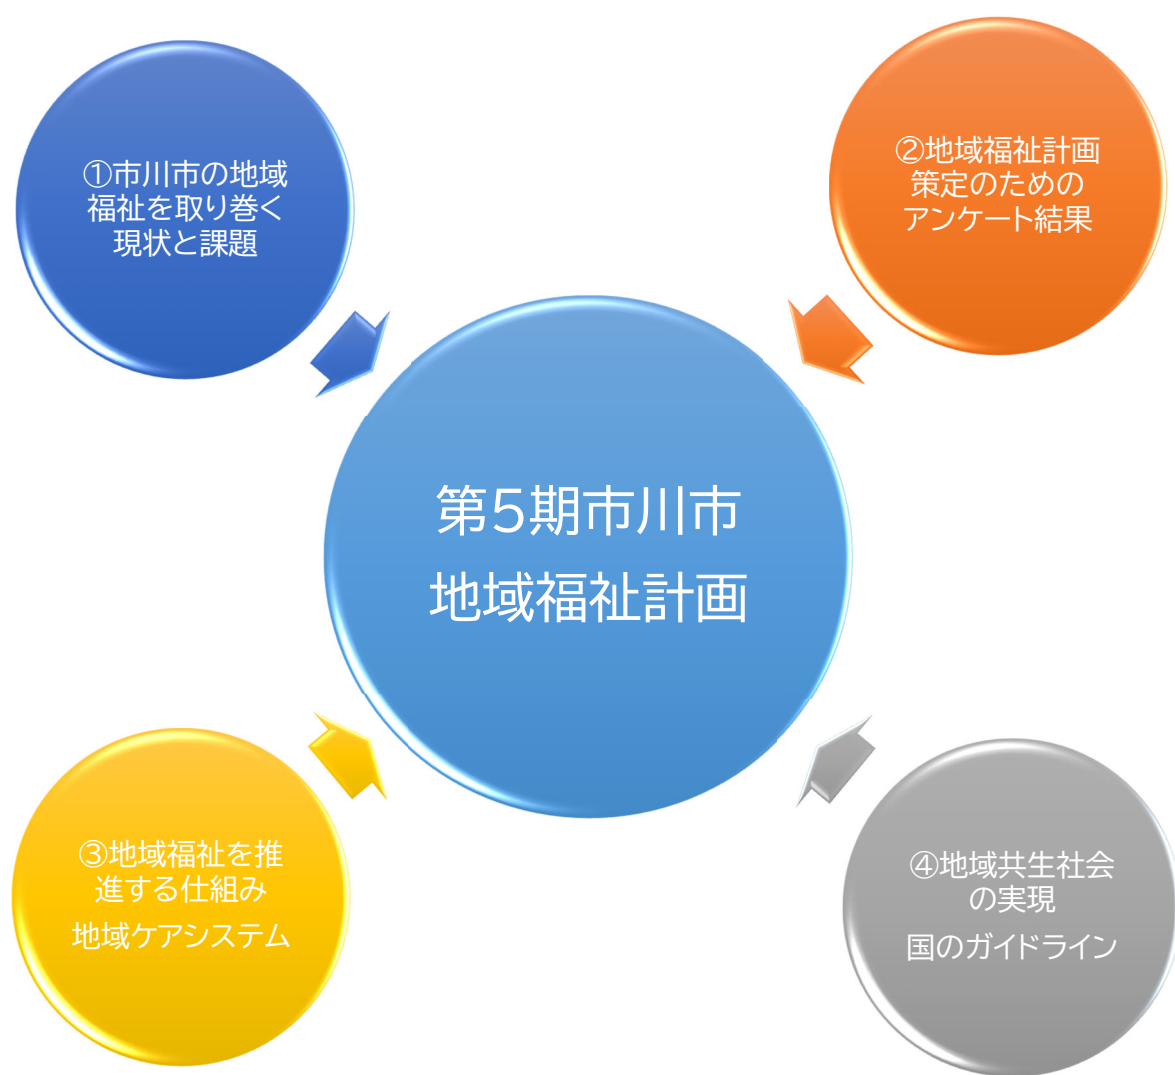 ①市川市の地域
福祉を取り巻く
現状と課題
②地域福祉計画
策定のための
アンケート結果
第5期市川市
地域福祉計画
③地域福祉を推
進する仕組み
地域ケアシステム
④地域共生社会
の実現
国のガイドライン